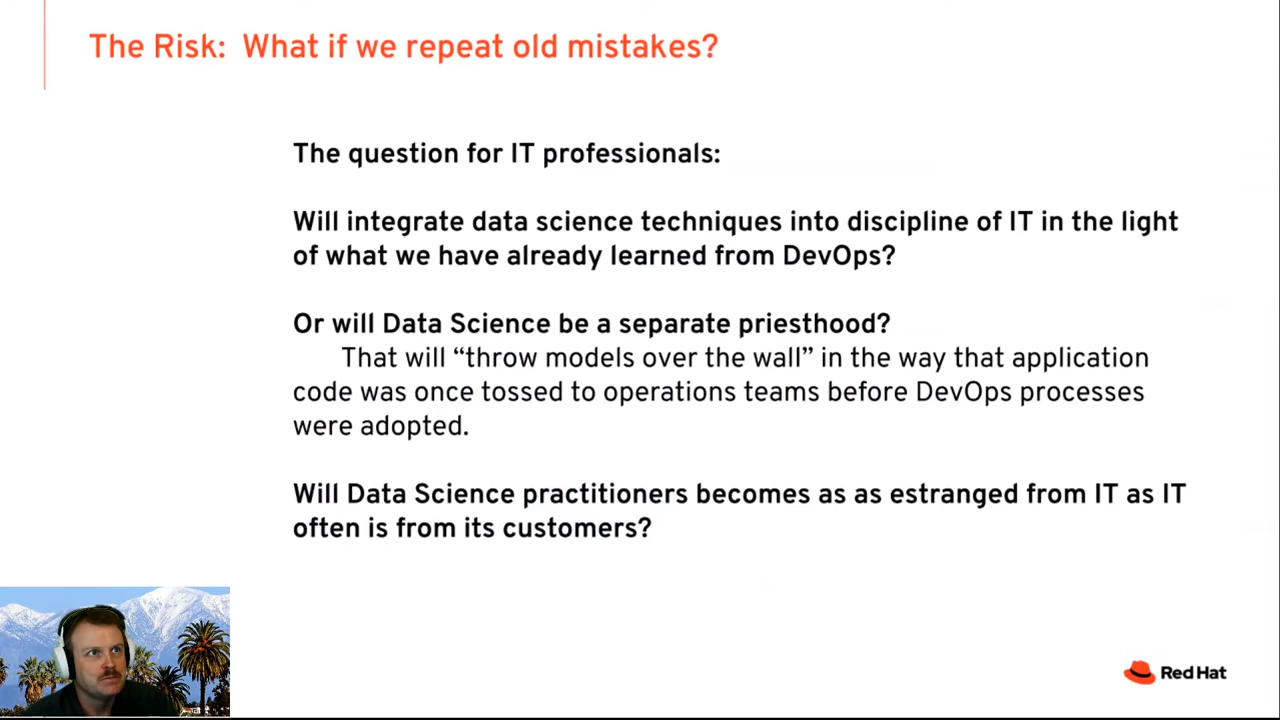 The Risk: What if we repeat old mistakes?
The question for IT professionals:
Will integrate data science techniques into discipline of IT in the light
of what we have already learned from DevOps?
Or will Data Science be a separate priesthood?
That will “throw models over the wall” in the way that application
code was once tossed to operations teams before DevOps processes
were adopted.
Will Data Science practitioners becomes as as estranged from IT as IT
often is from its customers?
Red Hat